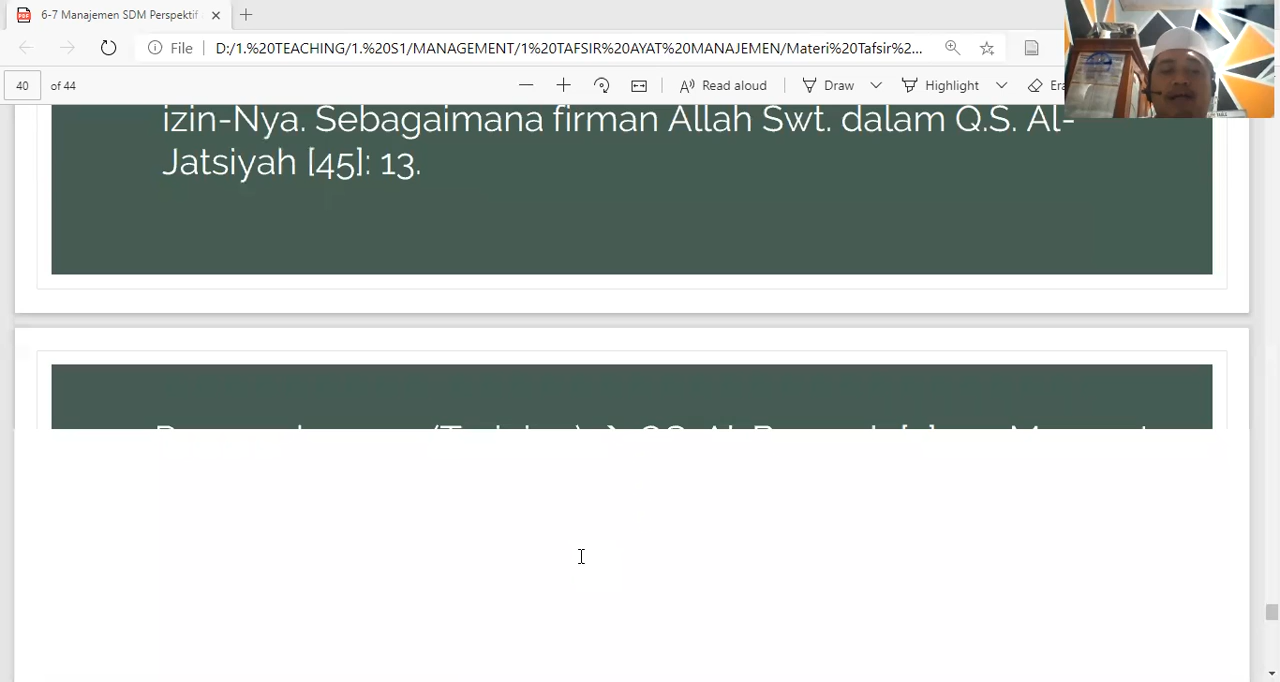 6-7 Manajemen SDM Perspektif
File
D:/1.%20TEACHING/1.%20S1/MANAGEMENT/1%20TAFSIR%20AYAT%20MANAJEMEN/Materi%20Tafsir%2...
40 of 44
Read aloud
Draw
Highlight
izin-Nya. Sebagaimana firman Allah Swt. dalam Q.S. Al-
Jatsiyah [45]: 13.